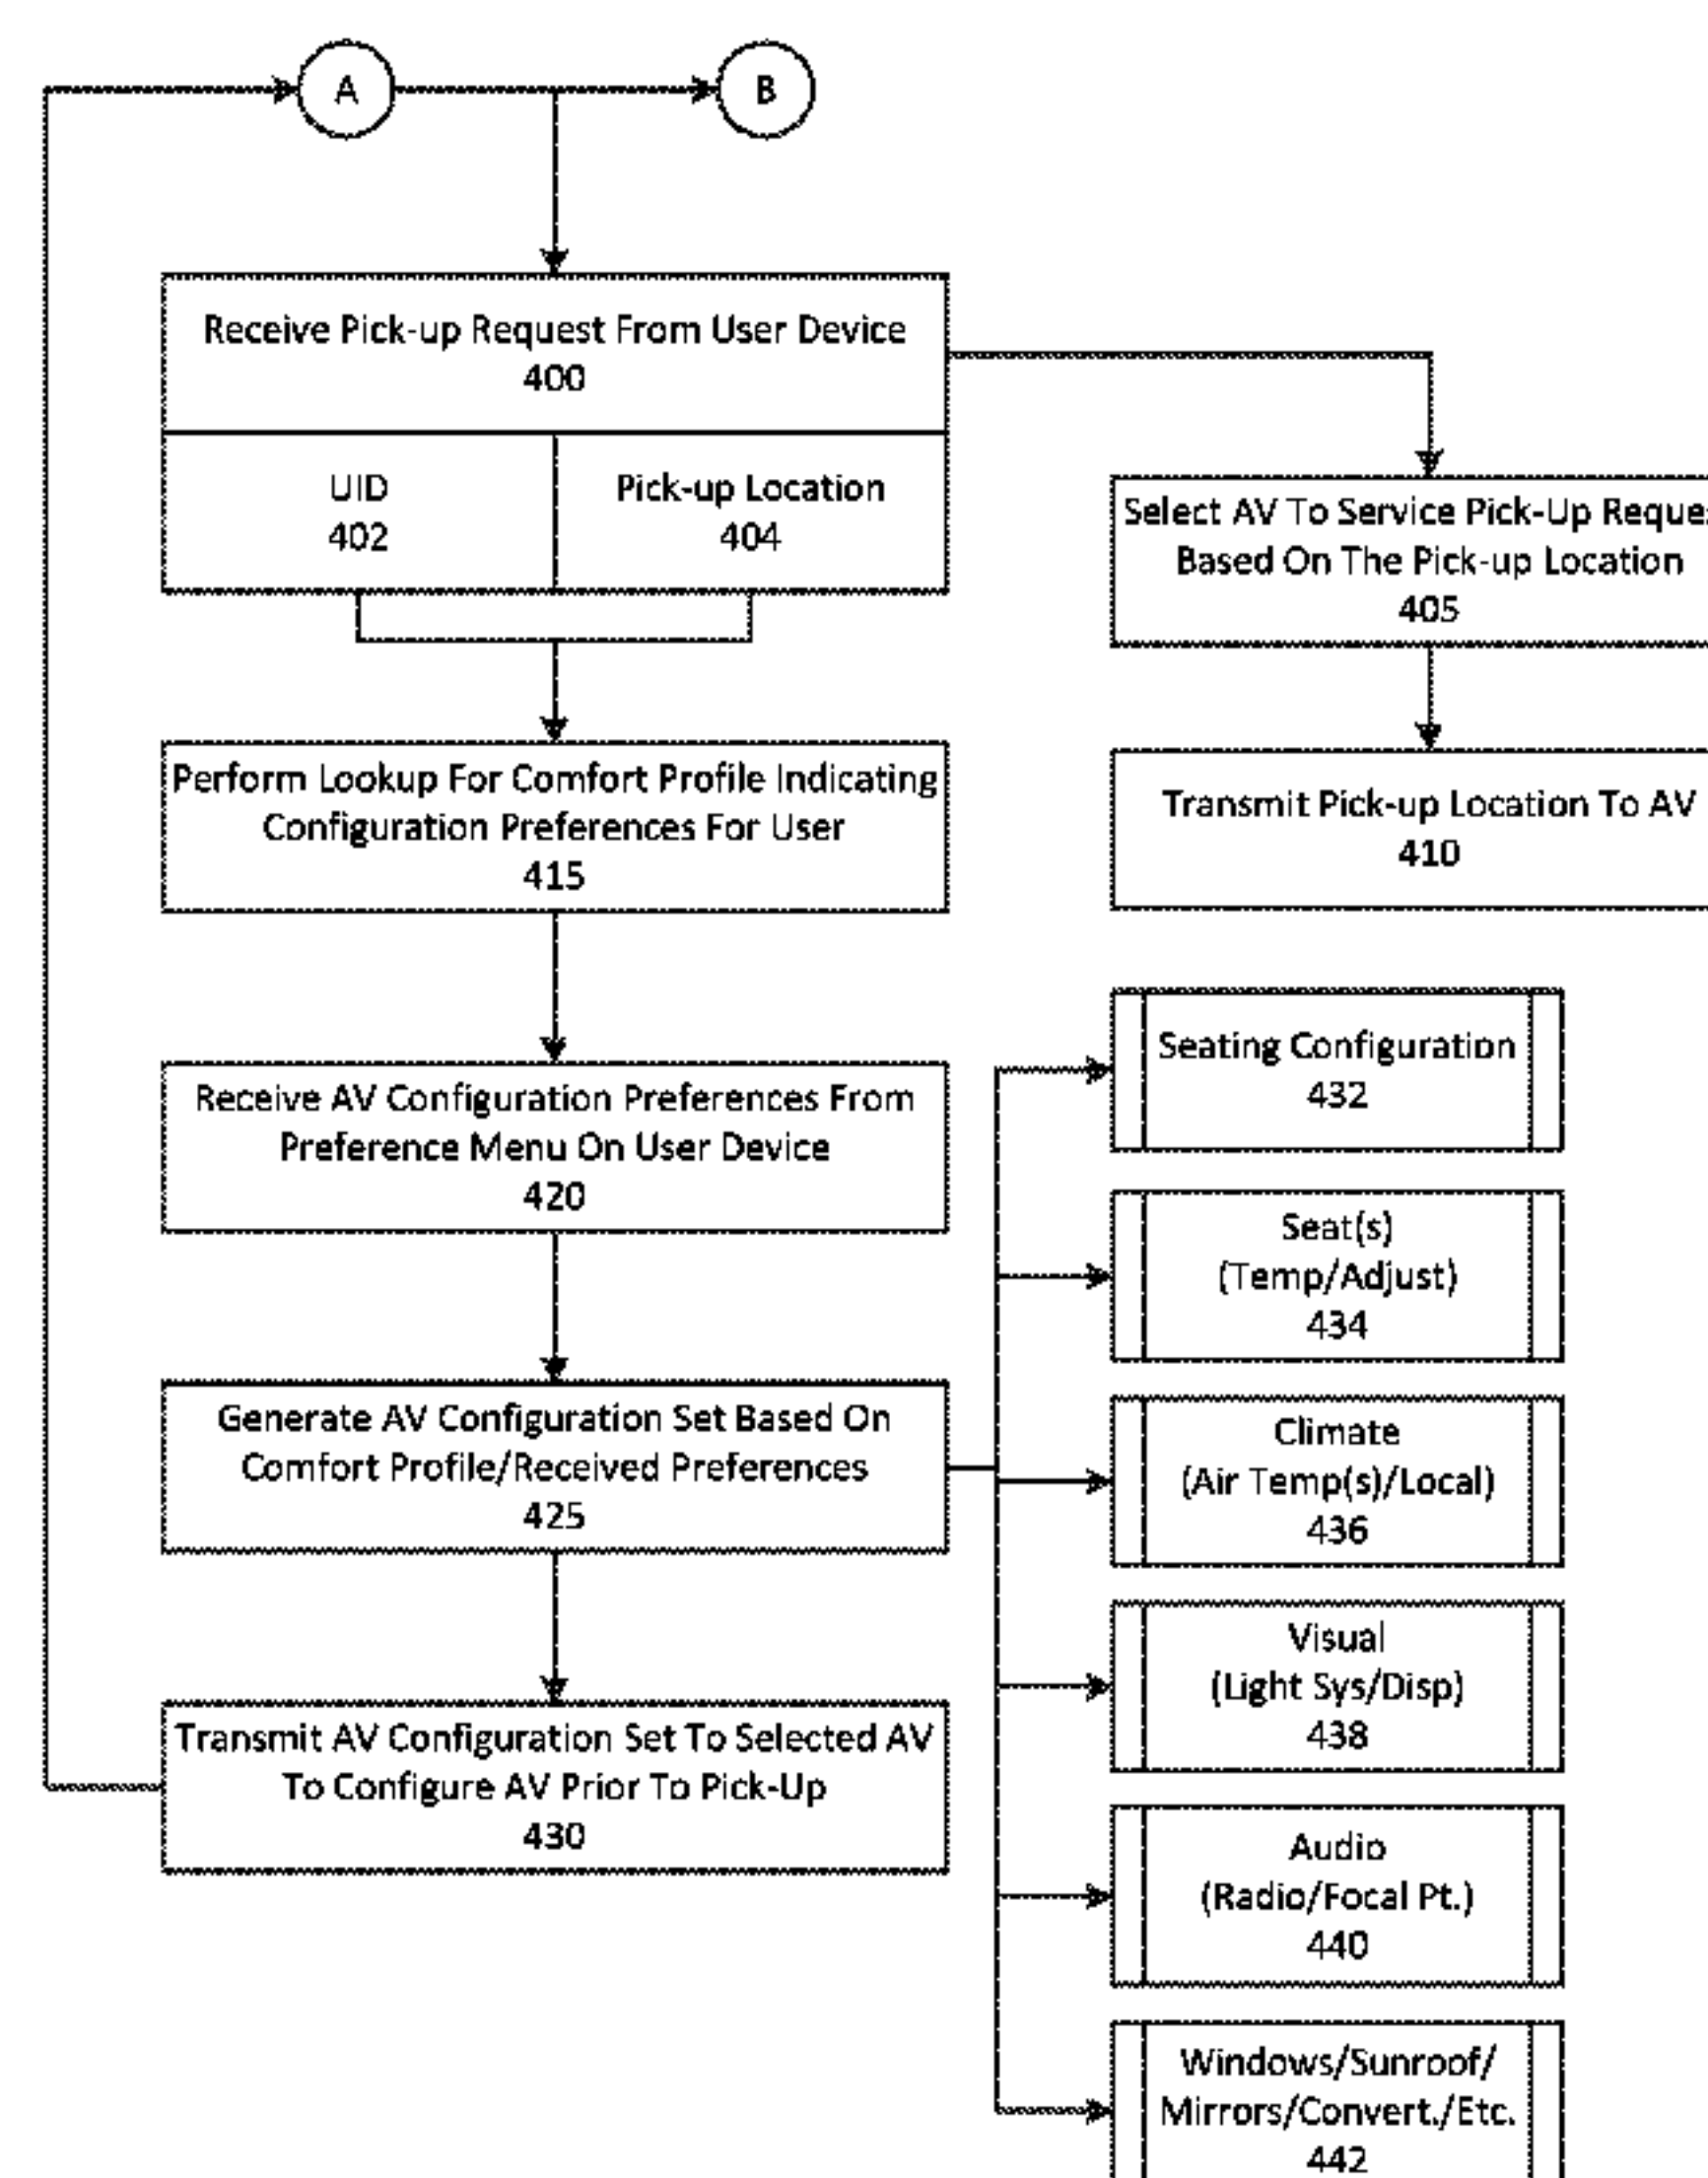 A
B
Receive Pick-up Request From User Device
400
UID
402
Pick-up Location
404
Select AV To Service Pick-Up
Based On The Pick-up Location
405
Transmit Pick-up Location To AV
410
Perform Lookup For Comfort Profile Indicating
Configuration Preferences For User
415
Receive AV Configuration Preferences From
Preference Menu On User Device
420
Generate AV Configuration Set Based On
Comfort Profile/Received Preferences
425
Transmit AV Configuration Set To Selected AV
To Configure AV Prior To Pick-Up
430
Seating Configuration
432
Seat(s)
(Temp/Adjust)
434
Climate
(Air Temp(s)/Local)
436
Visual
(Light Sys/Disp)
438
Audio
(Radio/Focal Pt.)
440
Windows/Sunroof/
Mirrors/Convert./Etc.
442